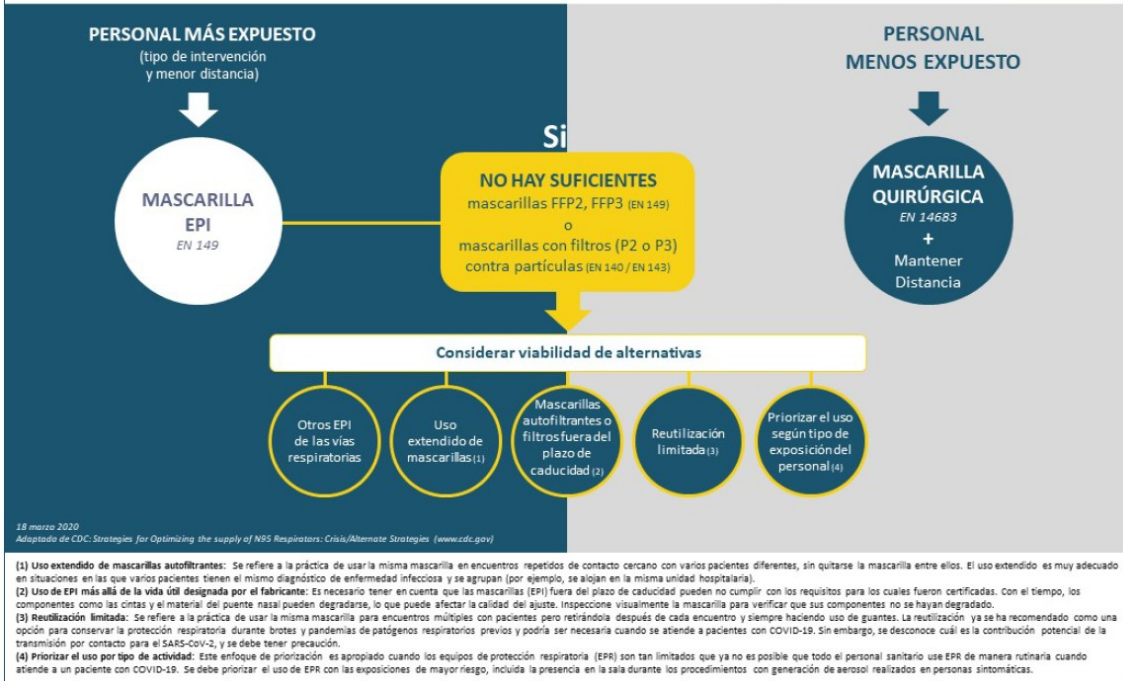 PERSONAL MÁS EXPUESTO
(tipo de intervención
y menor distancia)
MASCARILLA
EPI
EN 149
PERSONAL
MENOS EXPUESTO
MASCARILLA
QUIRÚRGICA
EN 14683
+
Mantener
Distancia
Si
NO HAY SUFICIENTES
mascarillas FFP2, FFP3 (EN 149)
o
mascarillas con filtros (P2 o P3)
contra partículas (EN 140 / EN 143)
Considerar viabilidad de alternativas
Otros EPI
de las vías
respiratorias
Uso
extendido de
mascarillas (1)
Mascarillas
autofiltrantes o
filtros fuera del
plazo de
caducidad (2)
Reutilización
limitada (3)
Priorizar el uso
según tipo de
exposición del
personal (4)
18 marzo 2020
Adaptado de CDC: Strategies for Optimizing the supply of N95 Respirators: Crisis/Alternate Strategies (www.cdc.gov)
(1) Uso extendido de mascarillas autofiltrantes: Se refiere a la práctica de usar la misma mascarilla en encuentros repetidos de contacto cercano con varios pacientes diferentes, sin quitarse la mascarilla entre ellos. El uso extendido es muy adecuado
en situaciones en las que varios pacientes tienen el mismo diagnóstico de enfermedad infecciosa y se agrupan (por ejemplo, se alojan en la misma unidad hospitalaria).
(2) Uso de EPI más allá de la vida útil designada por el fabricante: Es necesario tener en cuenta que las mascarillas (EPI) fuera del plazo de caducidad pueden no cumplir con los requisitos para los cuales fueron certificadas. Con el tiempo, los
componentes como las cintas y el material del puente nasal pueden degradarse, lo que puede afectar la calidad del ajuste. Inspeccione visualmente la mascarilla para verificar que sus componentes no se hayan degradado.
(3) Reutilización limitada: Se refiere a la práctica de usar la misma mascarilla para encuentros múltiples con pacientes pero retirándola después de cada encuentro y siempre haciendo uso de guantes. La reutilización ya se ha recomendado como una
opción para conservar la protección respiratoria durante brotes y pandemias de patógenos respiratorios previos y podría ser necesaria cuando se atiende a pacientes con COVID-19. Sin embargo, se desconoce cuál es la contribución potencial de la
transmisión por contacto para el SARS-CoV-2, y se debe tener precaución.
(4) Priorizar el uso por tipo de actividad: Este enfoque de priorización es apropiado cuando los equipos de protección respiratoria (EPR) son tan limitados que ya no es posible que todo el personal sanitario use EPR de manera rutinaria cuando
atiende a un paciente con COVID-19. Se debe priorizar el uso de EPR con las exposiciones de mayor riesgo, incluida la presencia en la sala durante los procedimientos con generación de aerosol realizados en personas sintomáticas.